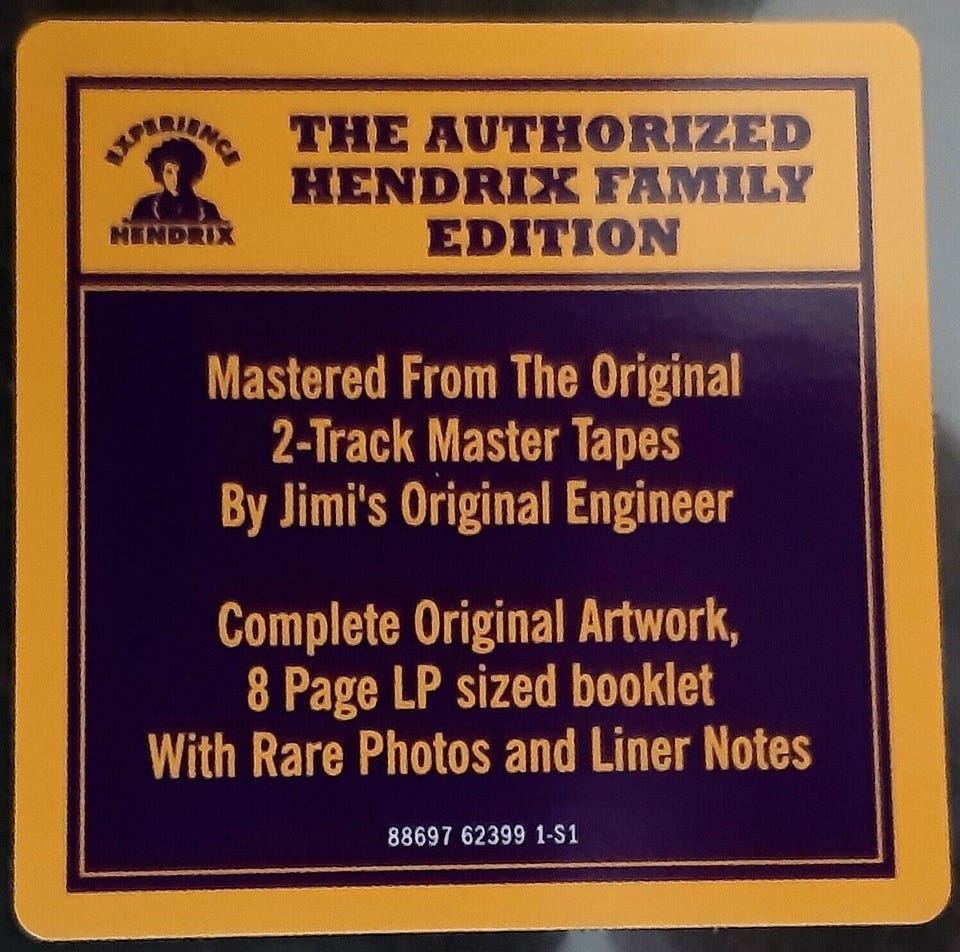 EXPERIENCE
HENDRIX
THE AUTHORIZED
HENDRIX FAMILY
EDITION
Mastered From The Original
2-Track Master Tapes
By Jimi's Original Engineer
Complete Original Artwork,
8 Page LP sized booklet
With Rare Photos and Liner Notes
88697 62399 1-S1